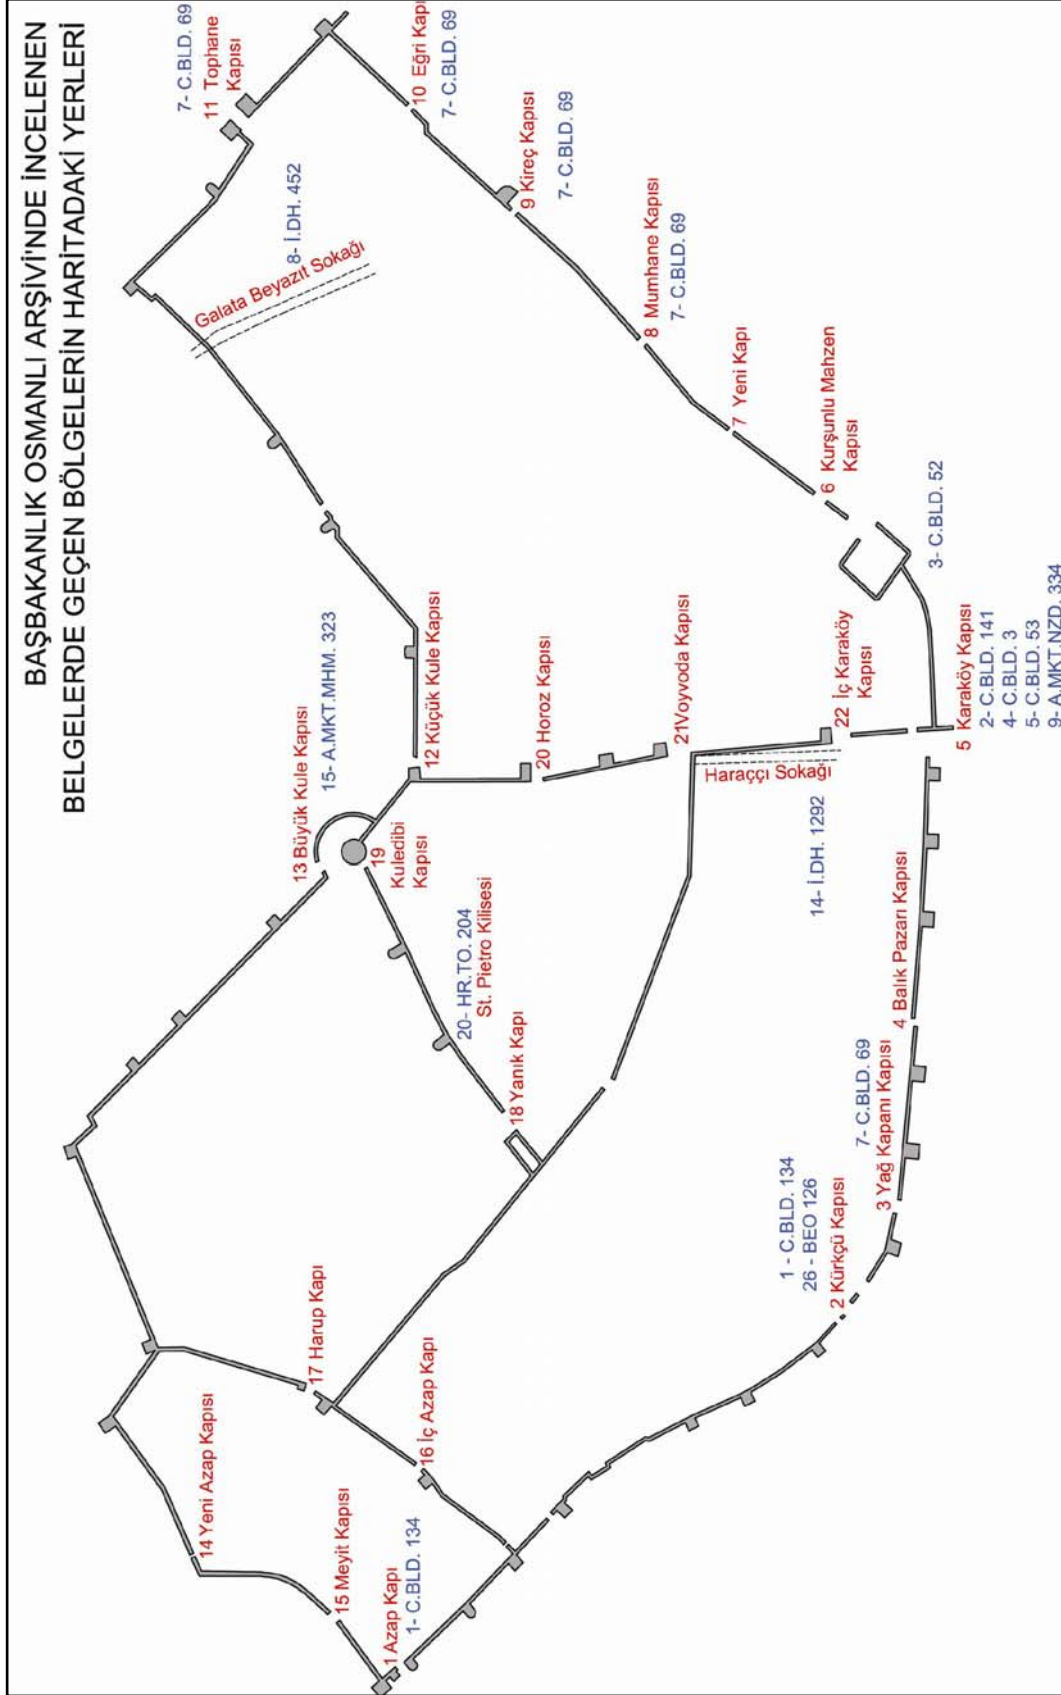 BAŞBAKANLIK OSMANLI ARŞİVİ'NDE İNCELENEN
BELGELERDE GEÇEN BÖLGELERİN HARİTADAKİ YERLERİ
7- C.BLD. 69
11 Tophane
Kapısı
10 Eğri Kapı
7- C.BLD. 69
9 Kireç Kapısı
7- C.BLD. 69
8- İ.DH. 452
Galata Beyazıt Sokağı
8 Mumhane Kapısı
7- C.BLD. 69
7 Yeni Kapı
6 Kurşunlu Mahzen
Kapısı
3- C.BLD. 52
5 Karaköy Kapısı
2- C.BLD. 141
4- C.BLD. 3
5- C.BLD. 53
9- A.MKT.NZD. 334
22 İç Karaköy
Kapısı
Haraççı Sokağı
14- İ.DH. 1292
21Voyvoda Kapısı
20 Horoz Kapısı
12 Küçük Kule Kapısı
13 Büyük Kule Kapısı
15- A.MKT.MHM. 323
19
Kuledibi
Kapısı
20- HR.TO. 204
St. Pietro Kilisesi
18 Yanık Kapı
4 Balık Pazarı Kapısı
7- C.BLD. 69
3 Yağ Kapanı Kapısı
1 - C.BLD. 134
26 - BEO 126
2 Kürkçü Kapısı
17 Harup Kapı
16 İç Azap Kapı
14 Yeni Azap Kapısı
15 Meyit Kapısı
1 Azap Kapı
1- C.BLD. 134